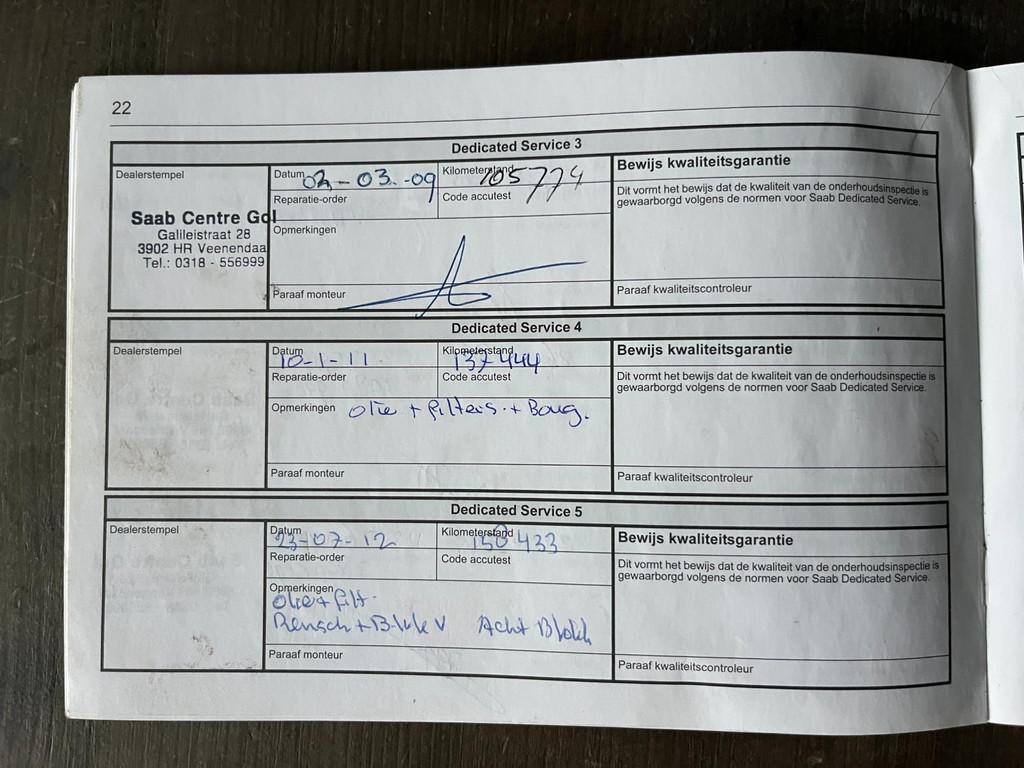 22
Dedicated Service 3
Dealerstempel
Datum 02-03-09
Kilometerstand 105774
Reparatie-order
Code accutest
Saab Centre Gel
Galileistraat 28
3902 HR Veenendaa
Tel.: 0318 - 556999
Opmerkingen
Paraaf monteur
Bewijs kwaliteitsgarantie
Dit vormt het bewijs dat de kwaliteit van de onderhoudsinspectie is
gewaarborgd volgens de normen voor Saab Dedicated Service.
Paraaf kwaliteitscontroleur
Dedicated Service 4
Dealerstempel
Datum 10-1-11
Kilometerstand 137444
Reparatie-order
Code accutest
Opmerkingen olie + filters + Boug.
Paraaf monteur
Bewijs kwaliteitsgarantie
Dit vormt het bewijs dat de kwaliteit van de onderhoudsinspectie is
gewaarborgd volgens de normen voor Saab Dedicated Service.
Paraaf kwaliteitscontroleur
Dedicated Service 5
Dealerstempel
Datum 23-07-12
Kilometerstand 150433
Reparatie-order
Code accutest
Opmerkingen
olie + filt.
+ Acht Blokk
Paraaf monteur
Bewijs kwaliteitsgarantie
Dit vormt het bewijs dat de kwaliteit van de onderhoudsinspectie is
gewaarborgd volgens de normen voor Saab Dedicated Service.
Paraaf kwaliteitscontroleur